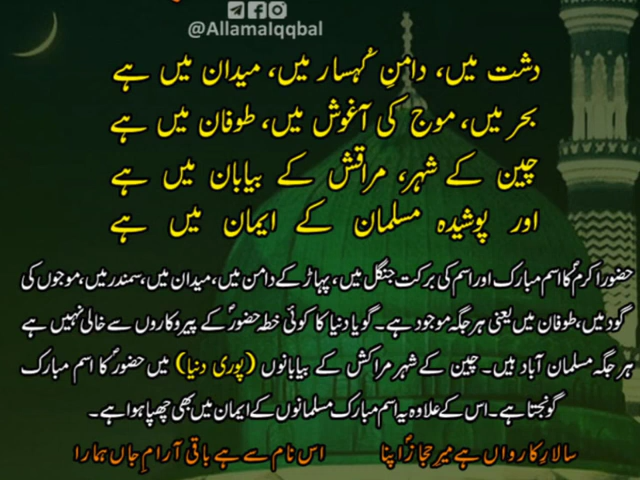 @AllamaIqqbal
دشت میں، دامنِ کُہسار میں، میدان میں ہے
بحر میں، موج کی آغوش میں، طوفان میں ہے
چین کے شہر، مراقش کے بیابان میں ہے
اور پوشیدہ مسلمان کے ایمان میں ہے
حضور اکرمؐ کا اسم مبارک اور اسم کی برکت جنگل میں، پہاڑ کے دامن میں، میدان میں، سمندر میں، موجوں کی
گود میں، طوفان میں یعنی ہر جگہ موجود ہے۔ گویا دنیا کا کوئی خطہ حضورؐ کے پیروکاروں سے خالی نہیں ہے
ہر جگہ مسلمان آباد ہیں۔ چین کے شہر مراکش کے بیابانوں (پوری دنیا) میں حضورؐ کا اسم مبارک
گونجتا ہے۔ اس کے علاوہ یہ اسم مبارک مسلمانوں کے ایمان میں بھی چھپا ہوا ہے۔
سالارِ کارواں ہے میرِ حجازؐ اپنا اس نام سے ہے باقی آرامِ جاں ہمارا